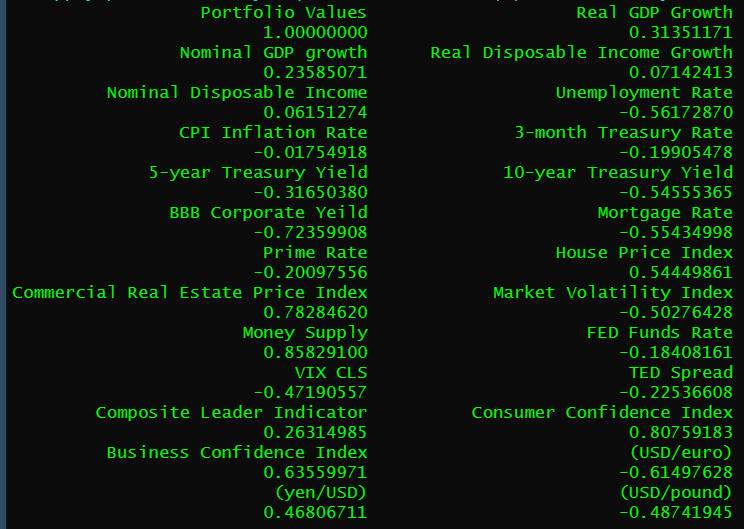 Portfolio Values Real GDP Growth
1.00000000 0.31351171
Nominal GDP growth Real Disposable Income Growth
0.23585071 0.07142413
Nominal Disposable Income Unemployment Rate
0.06151274 -0.56172870
CPI Inflation Rate 3-month Treasury Rate
-0.01754918 -0.19905478
5-year Treasury Yield 10-year Treasury Yield
-0.31650380 -0.54555365
BBB Corporate Yeild Mortgage Rate
-0.72359908 -0.55434998
Prime Rate House Price Index
-0.20097556 0.54449861
Commercial Real Estate Price Index Market Volatility Index
0.78284620 -0.50276428
Money Supply FED Funds Rate
0.85829100 -0.18408161
VIX CLS TED Spread
-0.47190557 -0.22536608
Composite Leader Indicator Consumer Confidence Index
0.26314985 0.80759183
Business Confidence Index (USD/euro)
0.63559971 -0.61497628
(yen/USD) (USD/pound)
0.46806711 -0.48741945